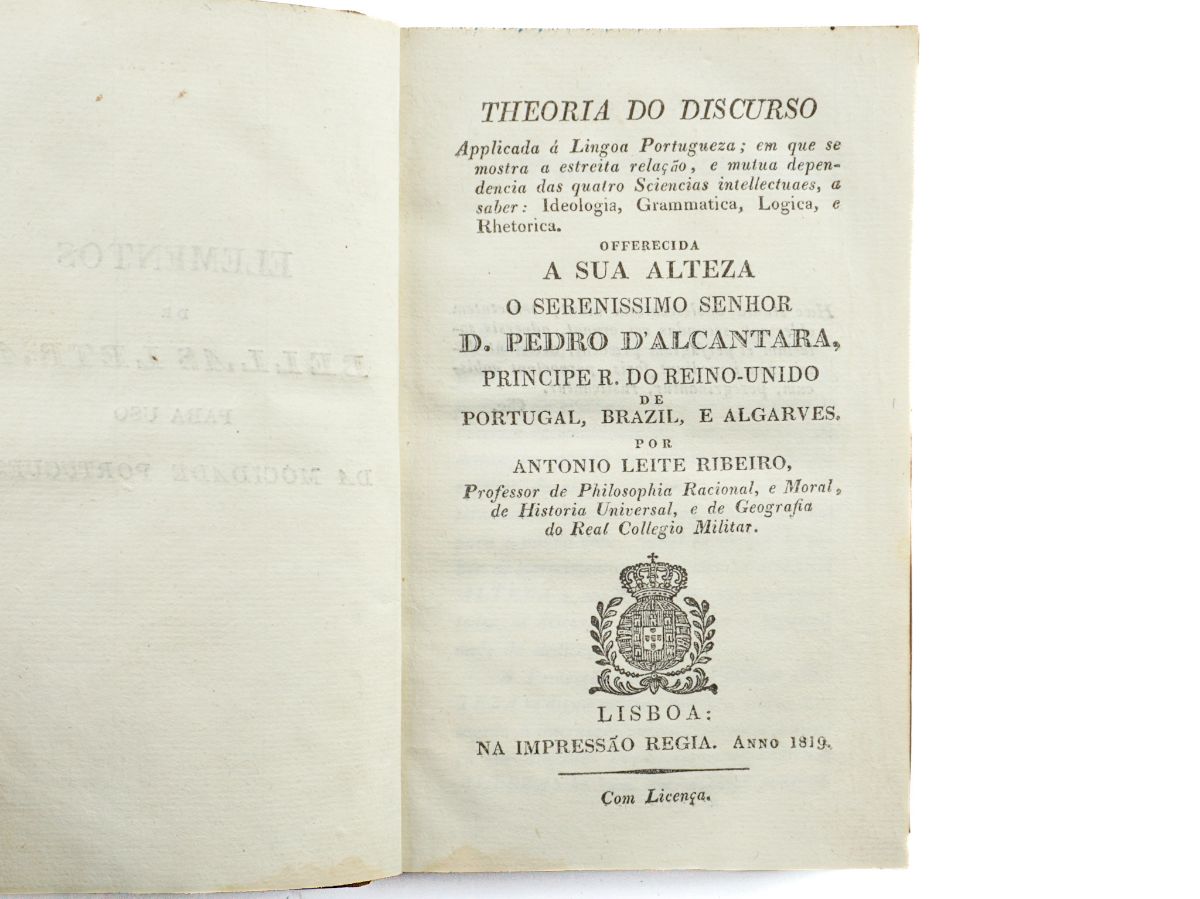 THEORIA DO DISCURSO
Applicada á Lingoa Portugueza; em que se
mostra a estreita relação, e mutua depen-
dencia das quatro Sciencias intellectuaes, a
saber: Ideologia, Grammatica, Logica, e
Rhetorica.
OFFERECIDA
A SUA ALTEZA
O SERENISSIMO SENHOR
D. PEDRO D'ALCANTARA,
PRINCIPE R. DO REINO-UNIDO
DE
PORTUGAL, BRAZIL, E ALGARVES.
POR
ANTONIO LEITE RIBEIRO,
Professor de Philosophia Racional, e Moral,
de Historia Universal, e de Geografia
do Real Collegio Militar.
LISBOA:
NA IMPRESSÃO REGIA. ANNO 1819.
Com Licença.